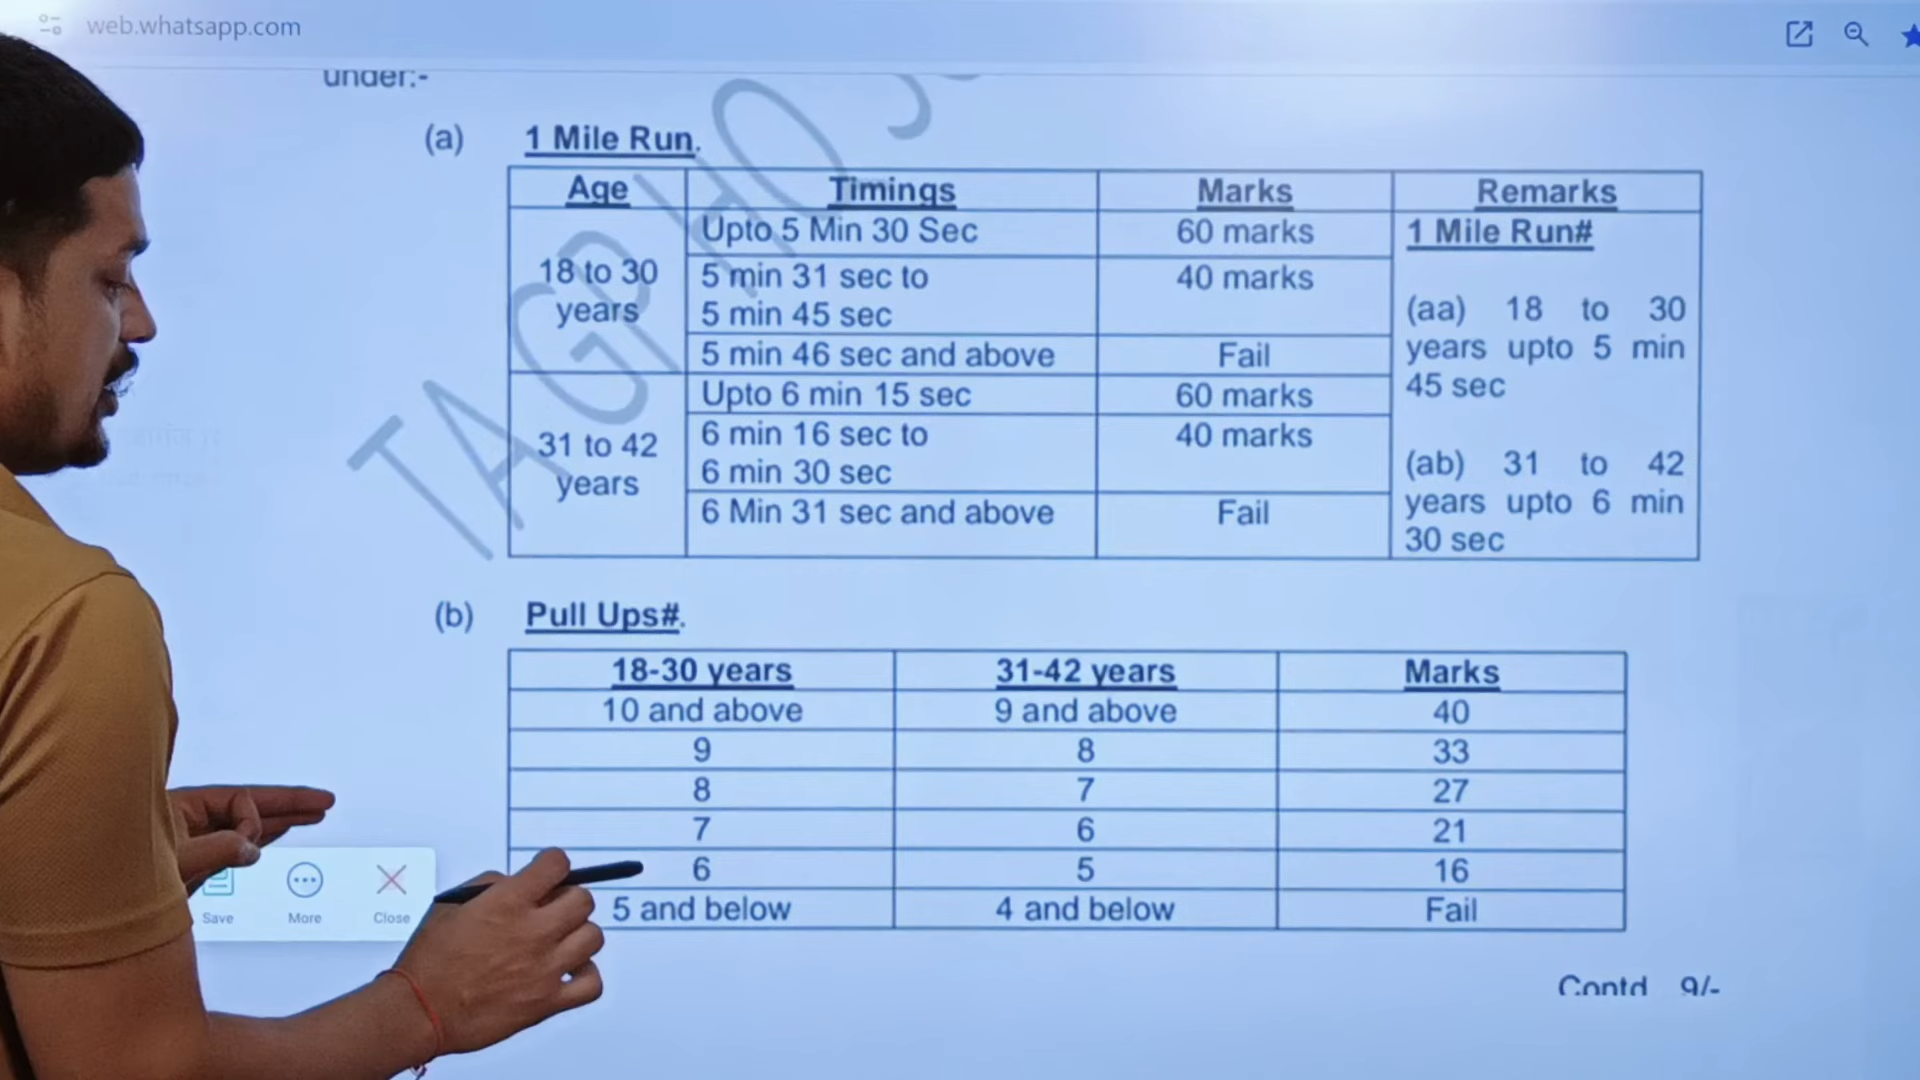 web.whatsapp.com
under:-
(a) 1 Mile Run.
Age Timings Marks Remarks
18 to 30 years
Upto 5 Min 30 Sec 60 marks
5 min 31 sec to
5 min 45 sec
40 marks
5 min 46 sec and above Fail
31 to 42 years
Upto 6 min 15 sec 60 marks
6 min 16 sec to
6 min 30 sec
40 marks
6 Min 31 sec and above Fail
1 Mile Run#
(aa) 18 to 30
years upto 5 min
45 sec
(ab) 31 to 42
years upto 6 min
30 sec
TAGP HO
(b) Pull Ups#.
18-30 years 31-42 years Marks
10 and above 9 and above 40
9 8 33
8 7 27
7 6 21
6 5 16
5 and below 4 and below Fail
Contd 9/-
Save More Close